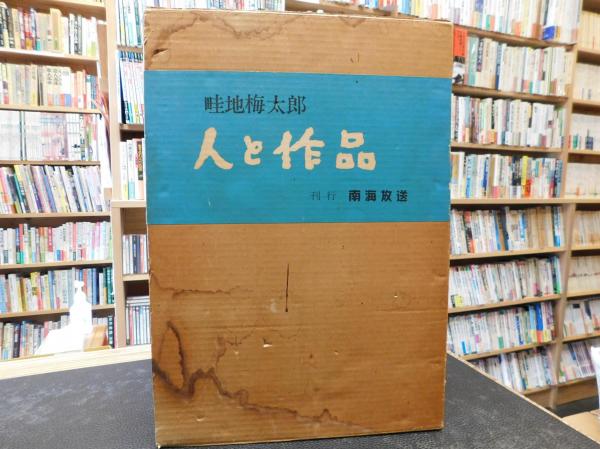 畦地梅太郎
人と作品
刊行 南海放送